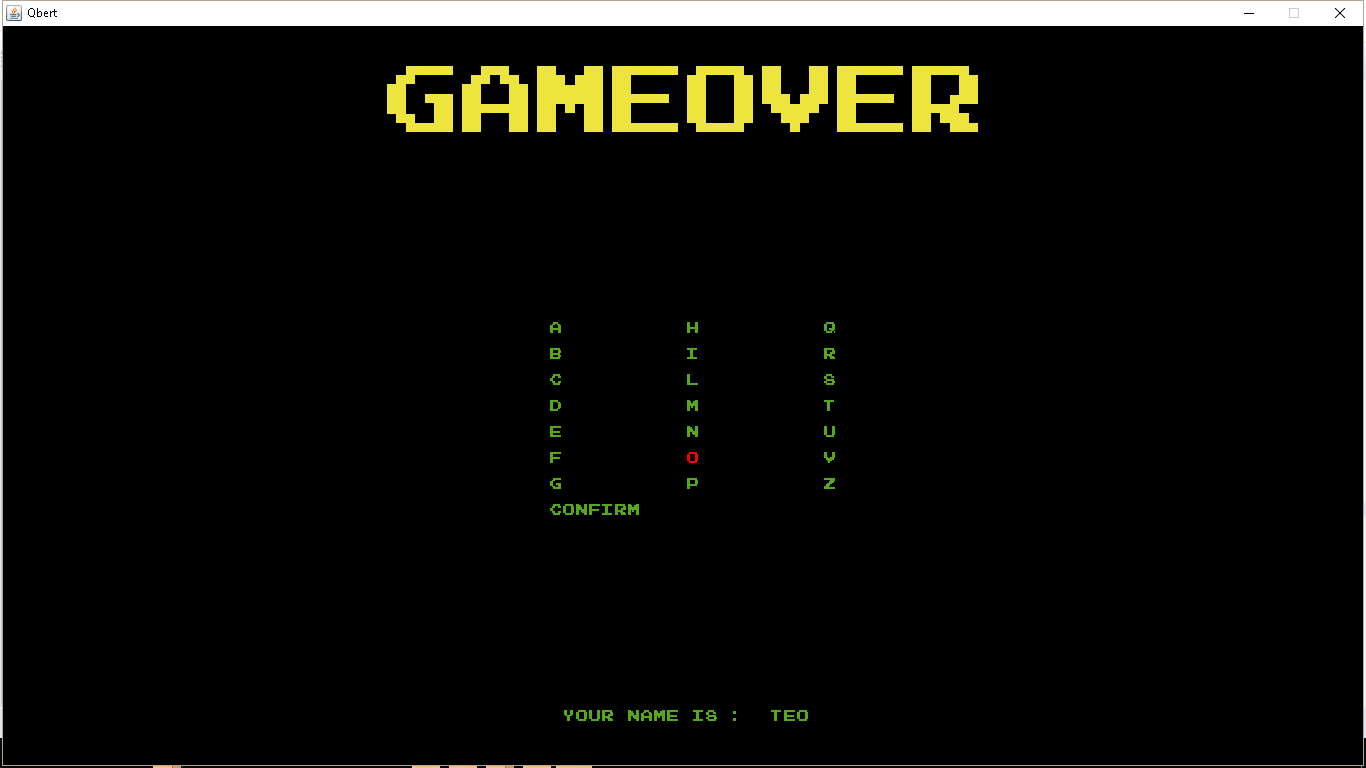 Qbert
GAMEOVER
A H Q
B I R
C L S
D M T
E N U
F O V
G P Z
CONFIRM
YOUR NAME IS : TEO